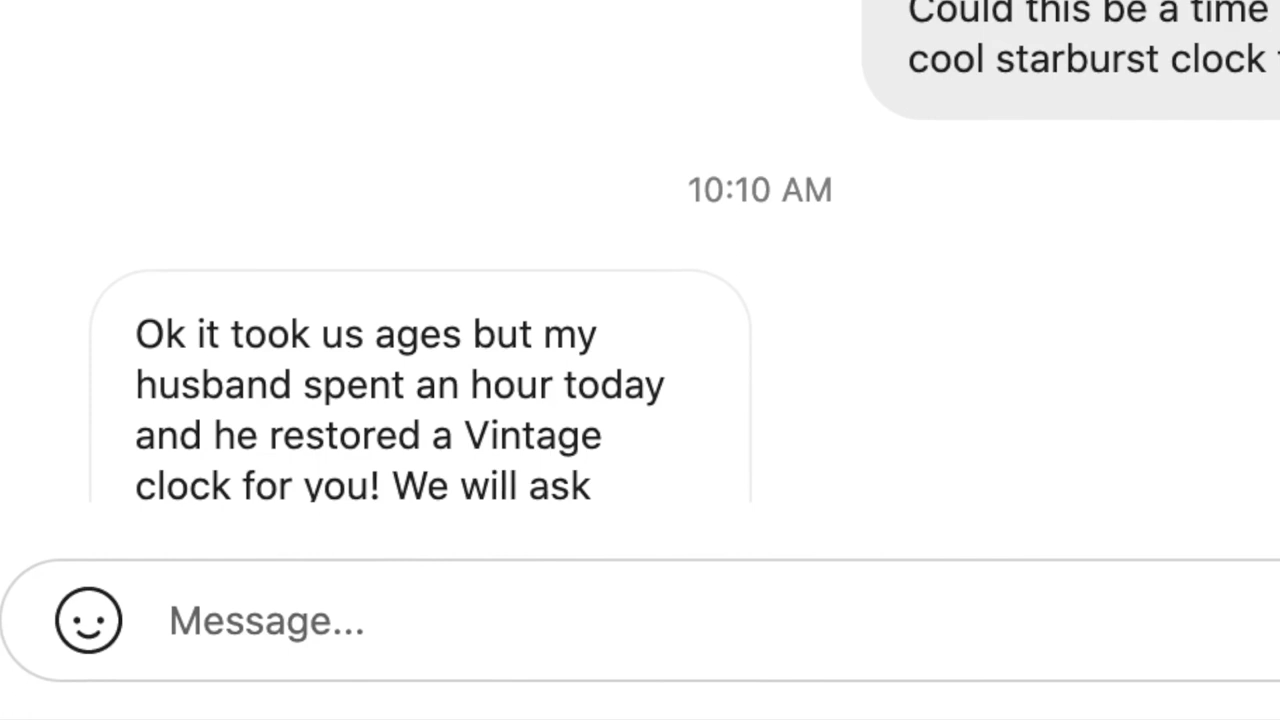 Could this be a time
cool starburst clock
10:10 AM
Ok it took us ages but my
husband spent an hour today
and he restored a Vintage
clock for you! We will ask
Message...